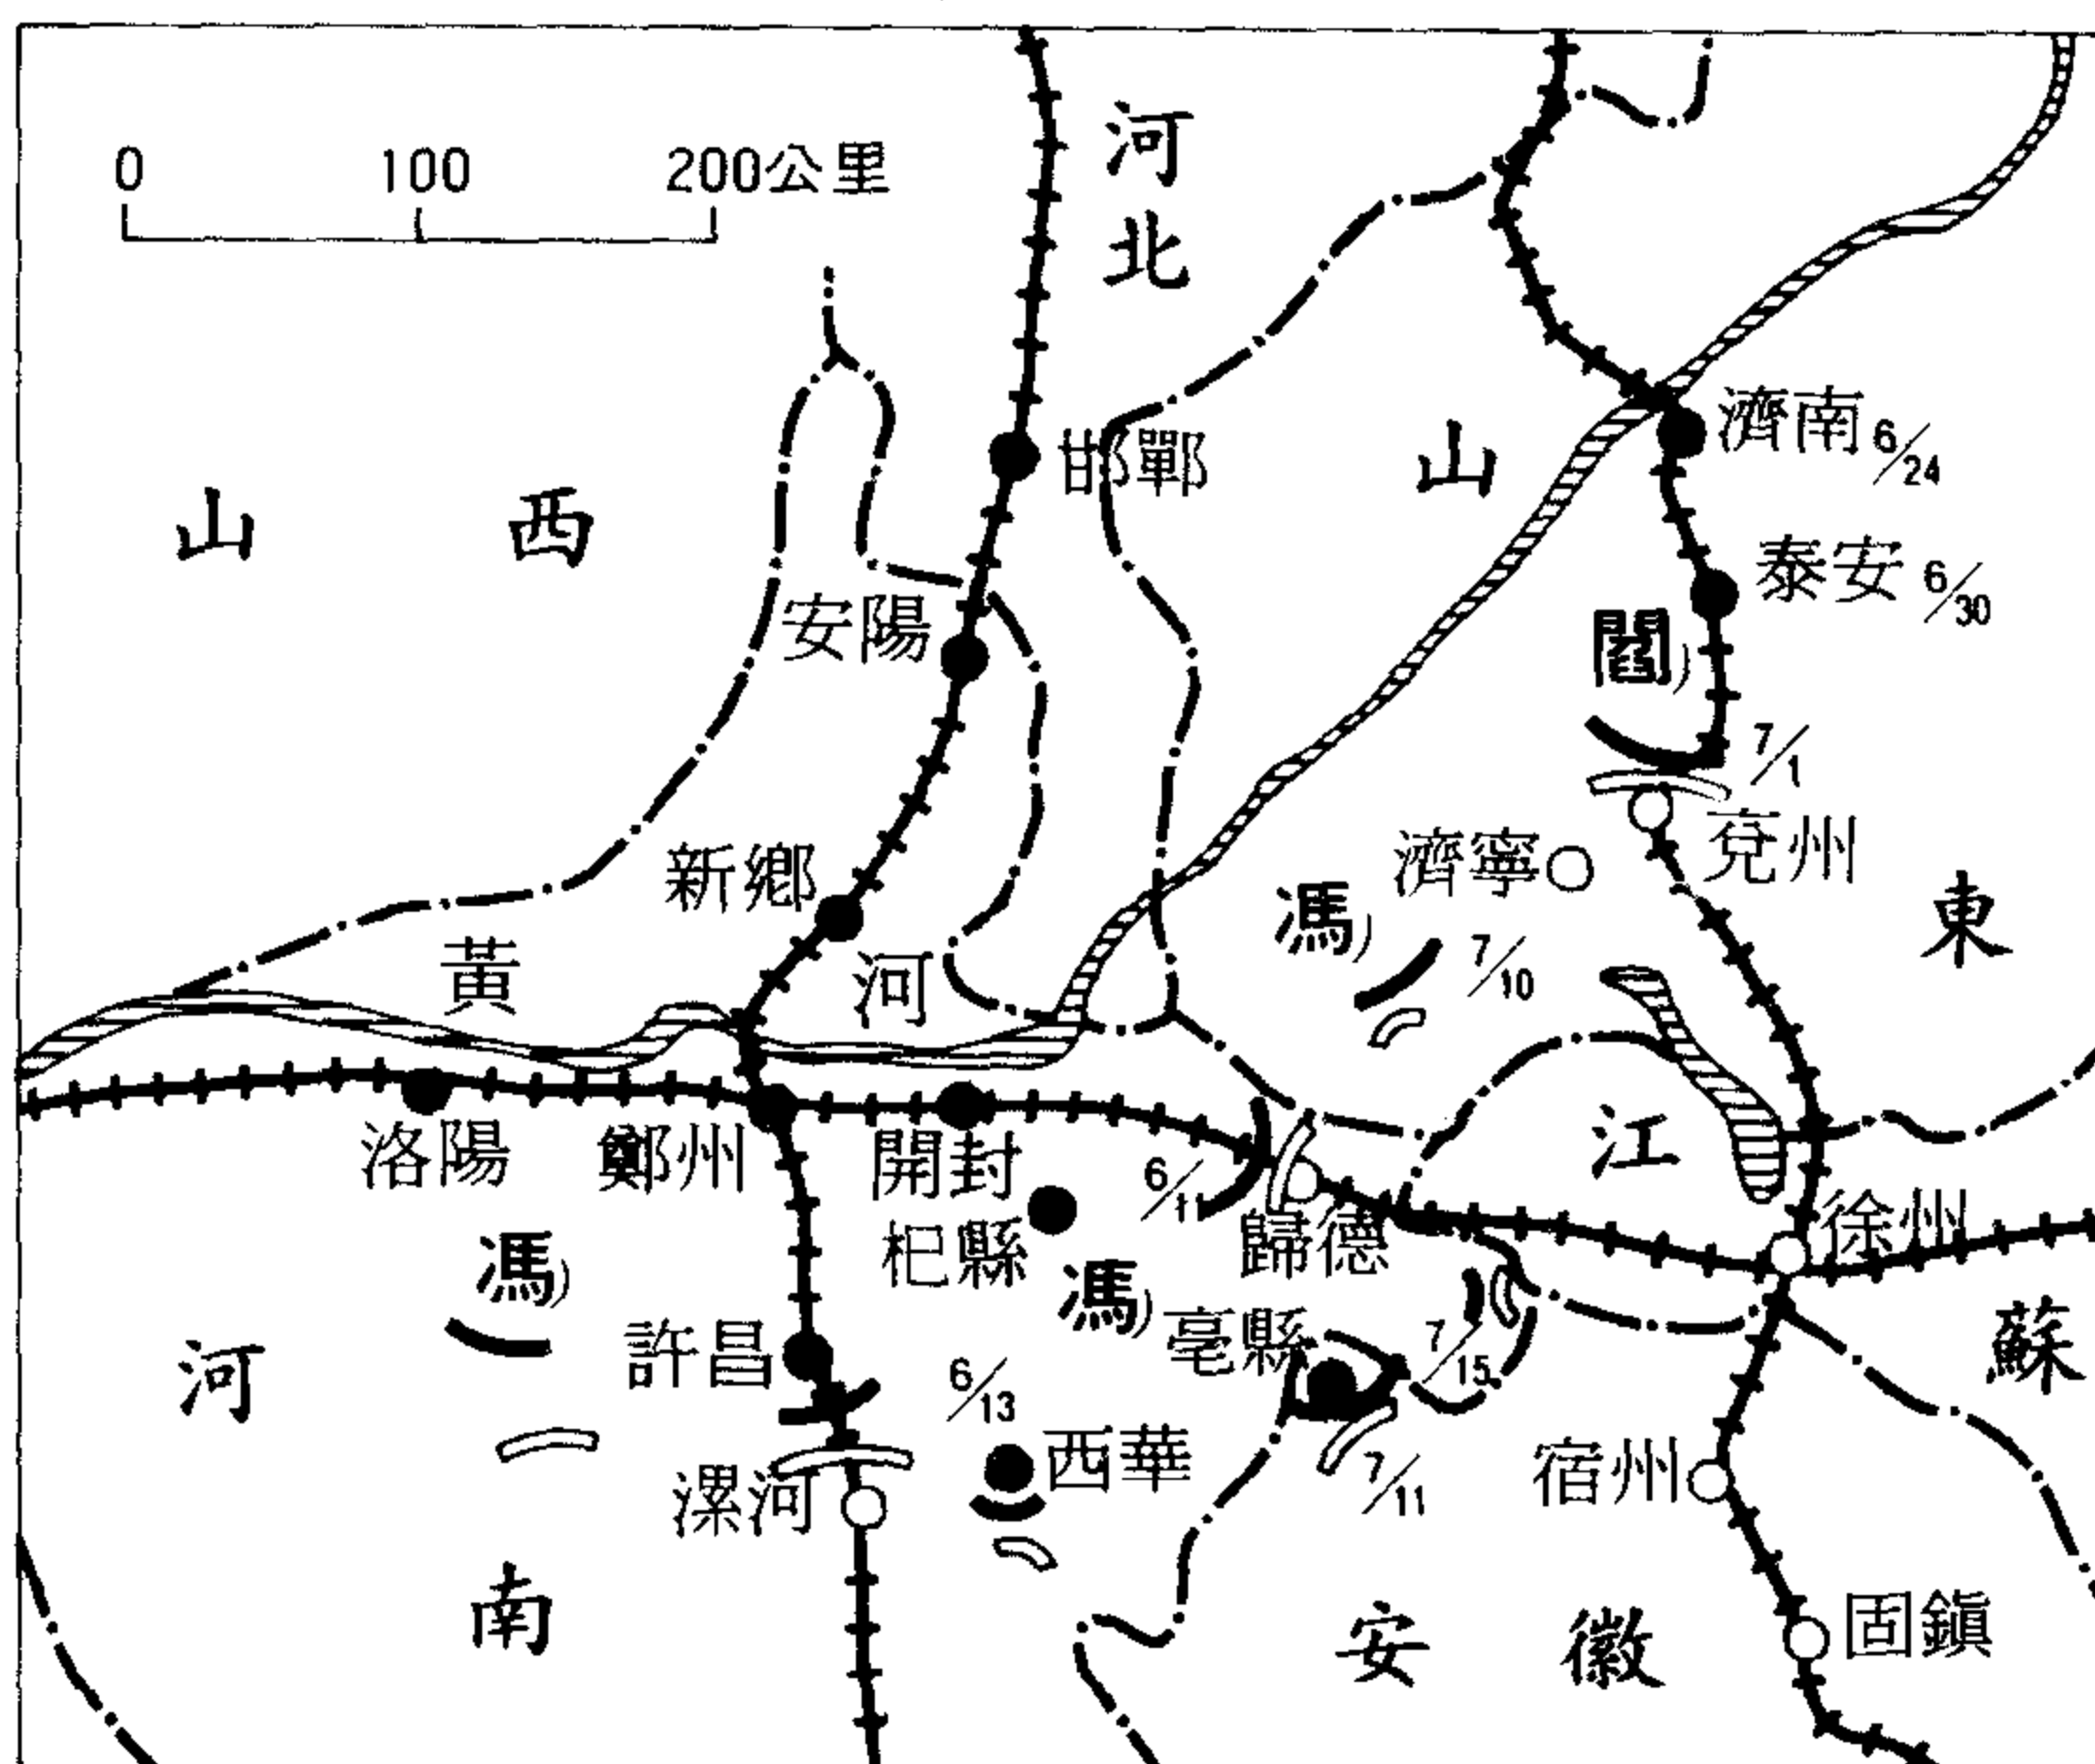 0 100 200公里
河北
山西
山東
濟南 6/24
邯鄲
泰安 6/30
安陽
閻)
7/1
兗州
濟寧
新鄉
馮) 7/10
黃河
洛陽
鄭州
開封
杞縣
6/11
歸德
江蘇
徐州
馮)
馮)
許昌
6/13
亳縣
7/15
7/11
西華
漯河
宿州
固鎮
河南
安徽